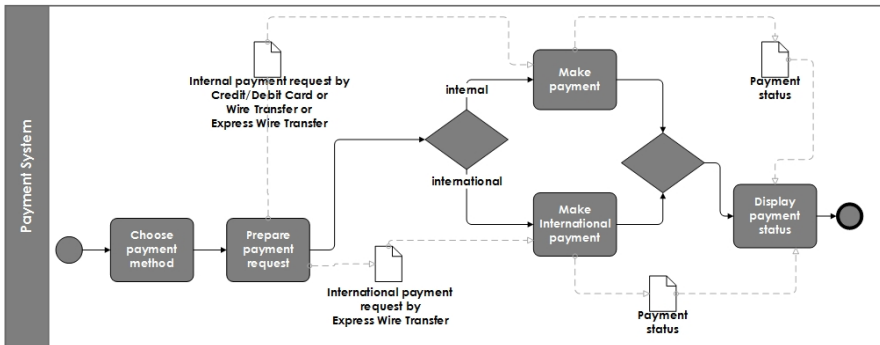 Payment System
Internal payment request by
Credit/Debit Card or
Wire Transfer or
Express Wire Transfer
internal
Make
payment
Payment
status
international
Choose
payment
method
Prepare
payment
request
Make
International
payment
Display
payment
status
International payment
request by
Express Wire Transfer
Payment
status